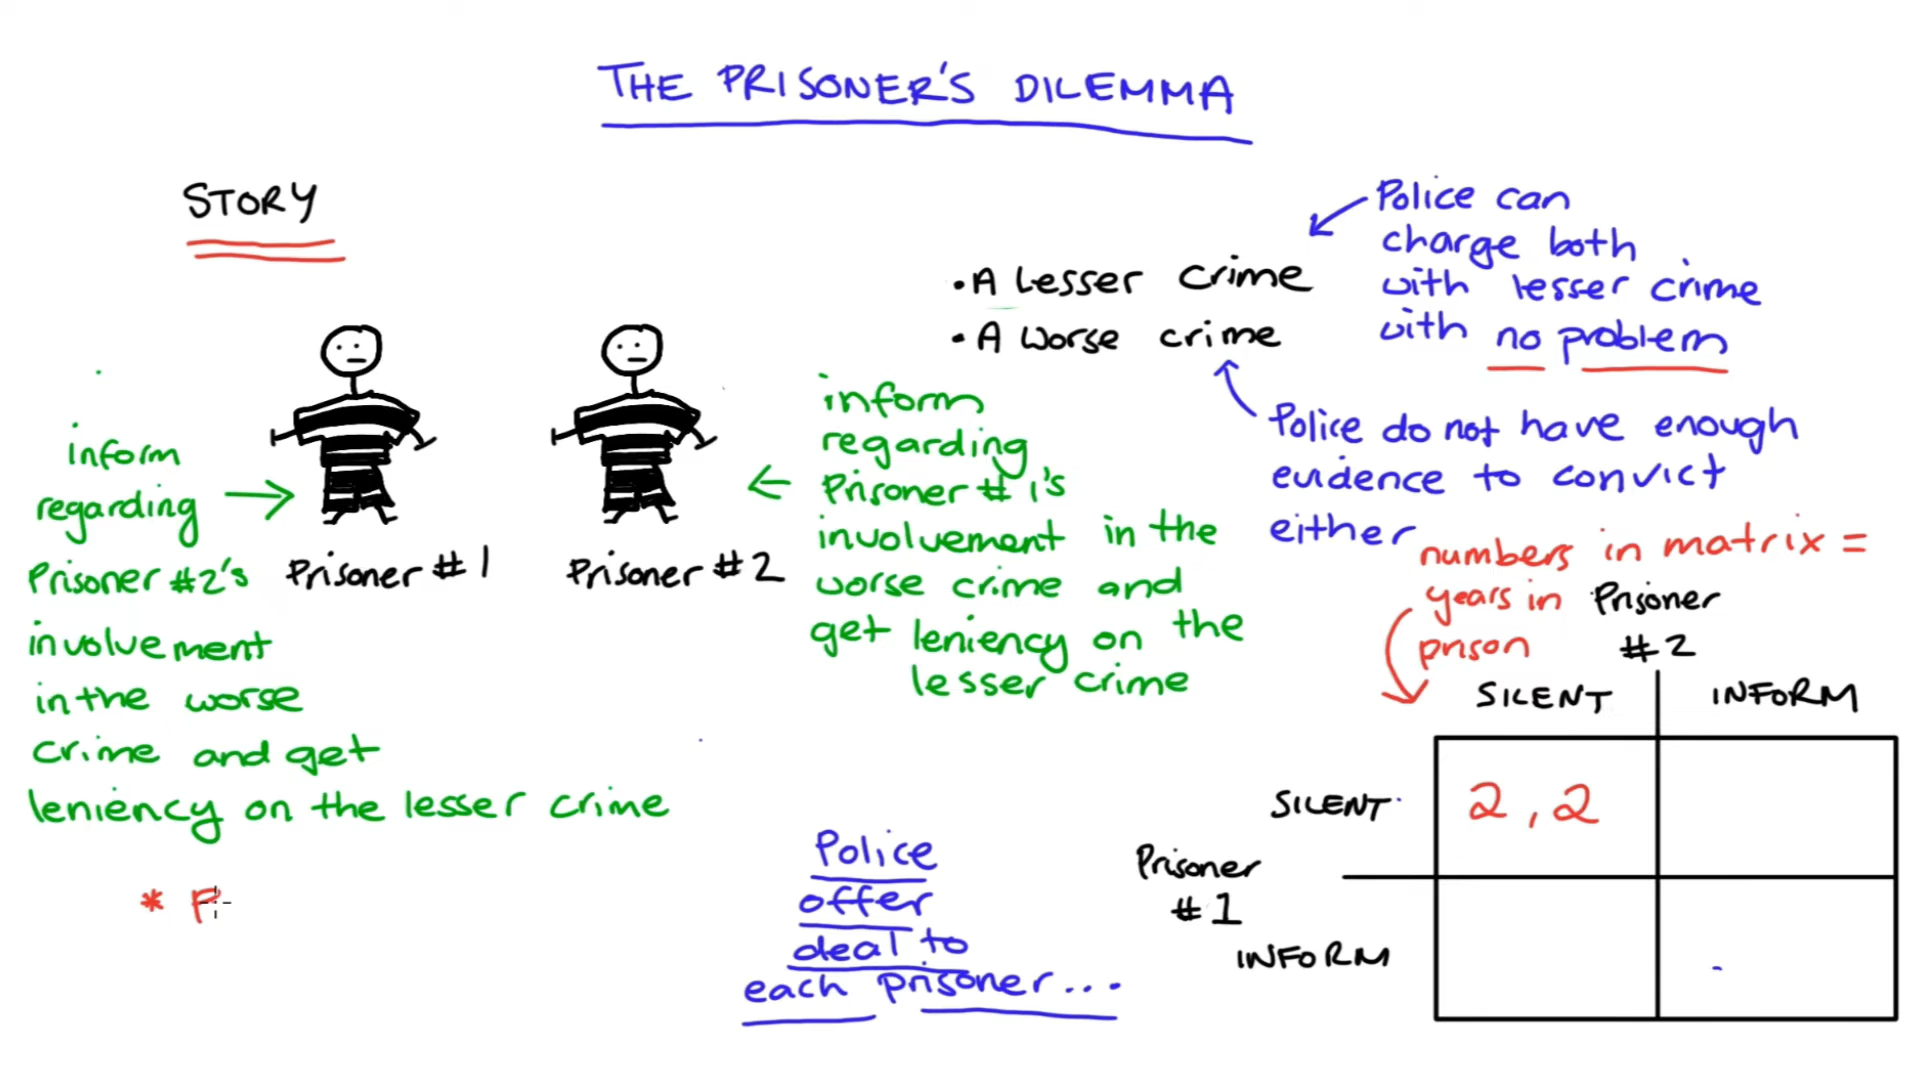 THE PRISONER'S DILEMMA
STORY
inform
regarding
Prisoner #2's
involvement
in the worse
crime and get
leniency on the lesser crime
Prisoner #1
Prisoner #2
inform
regarding
Prisoner #1's
involvement in the
worse crime and
get leniency on the
lesser crime
• A Lesser crime
• A Worse crime
Police can
charge both
with lesser crime
with no problem
Police do not have enough
evidence to convict
either
numbers in matrix =
years in
prison
Prisoner
#2
SILENT INFORM
SILENT
2, 2
Prisoner
#1
INFORM
Police
offer
deal to
each prisoner...
* P